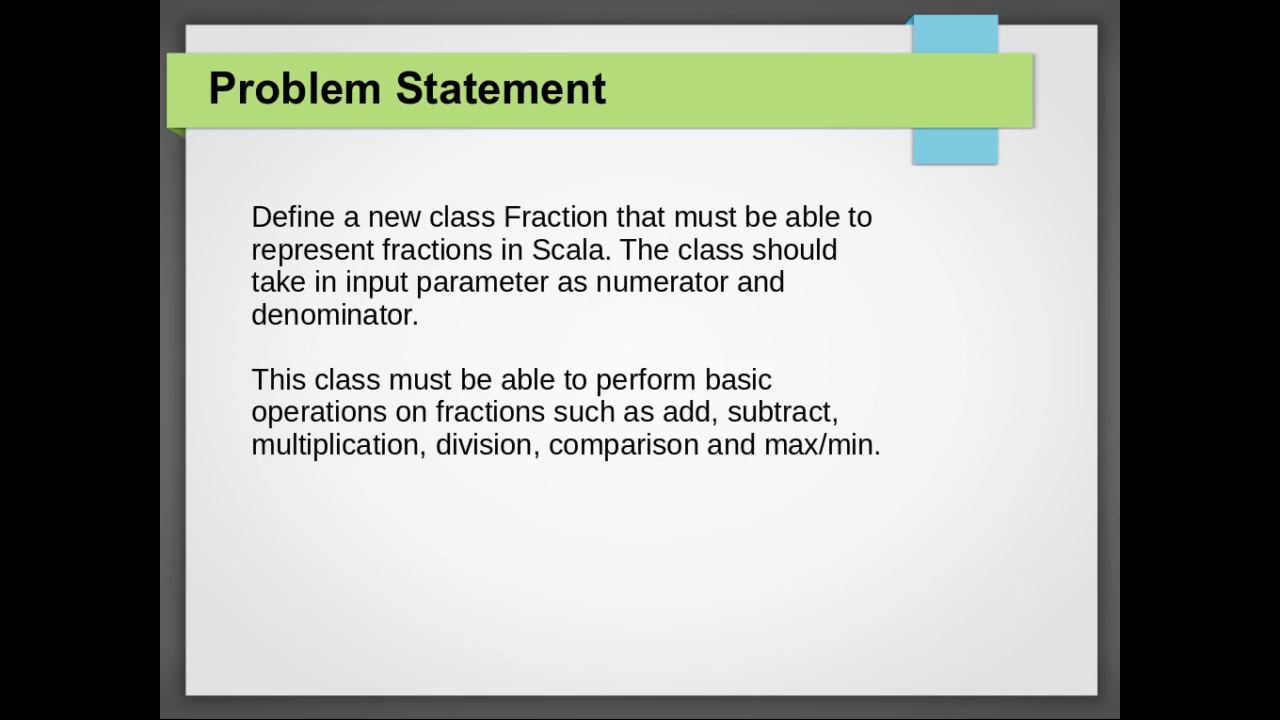 Problem Statement
Define a new class Fraction that must be able to
represent fractions in Scala. The class should
take in input parameter as numerator and
denominator.
This class must be able to perform basic
operations on fractions such as add, subtract,
multiplication, division, comparison and max/min.